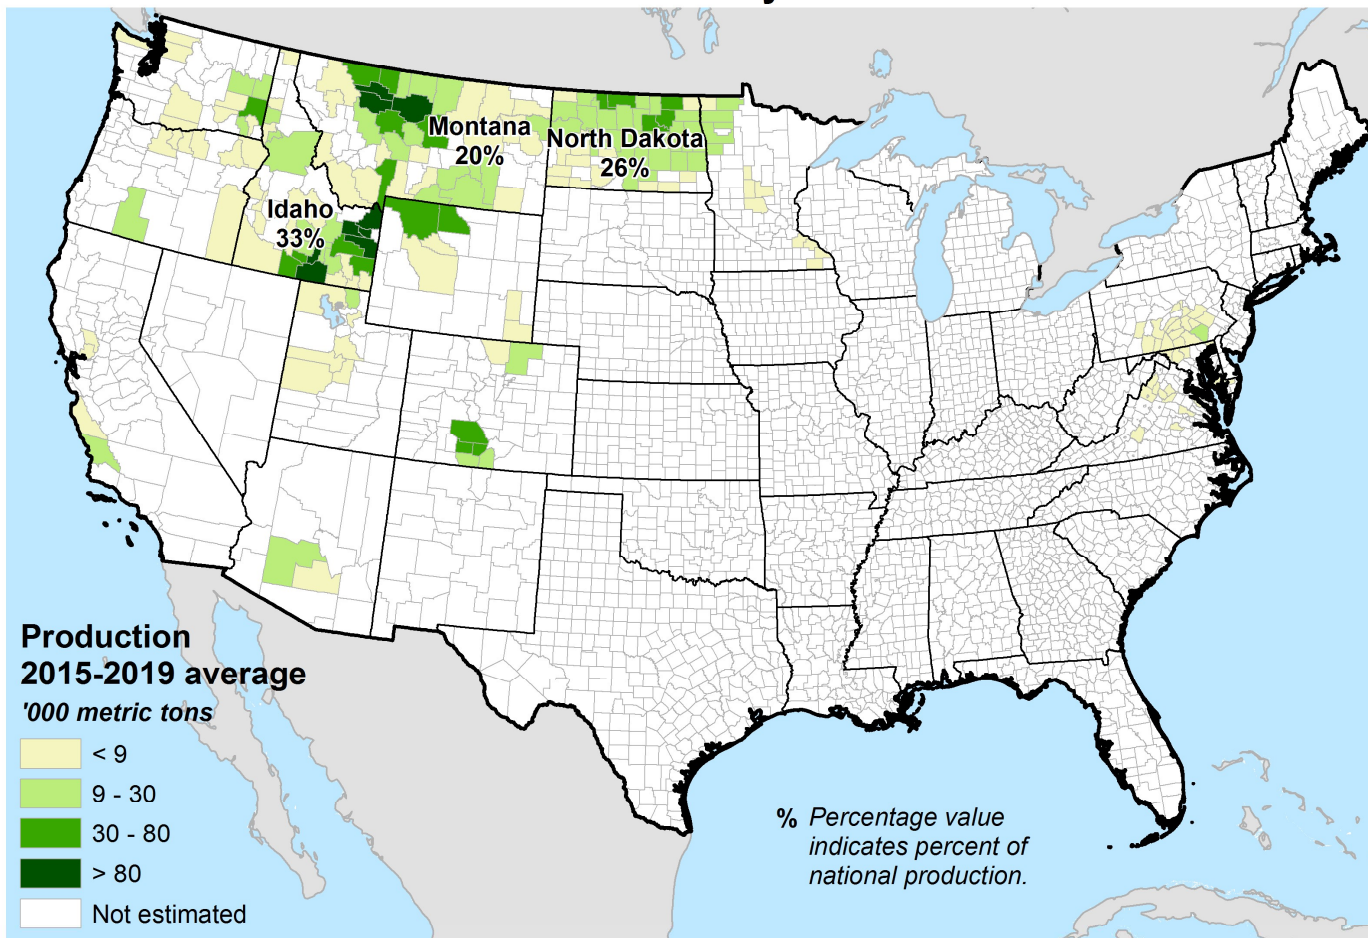 Montana
20%
North Dakota
26%
Idaho
33%
Production
2015-2019 average
'000 metric tons
< 9
9 - 30
30 - 80
> 80
Not estimated
% Percentage value
indicates percent of
national production.